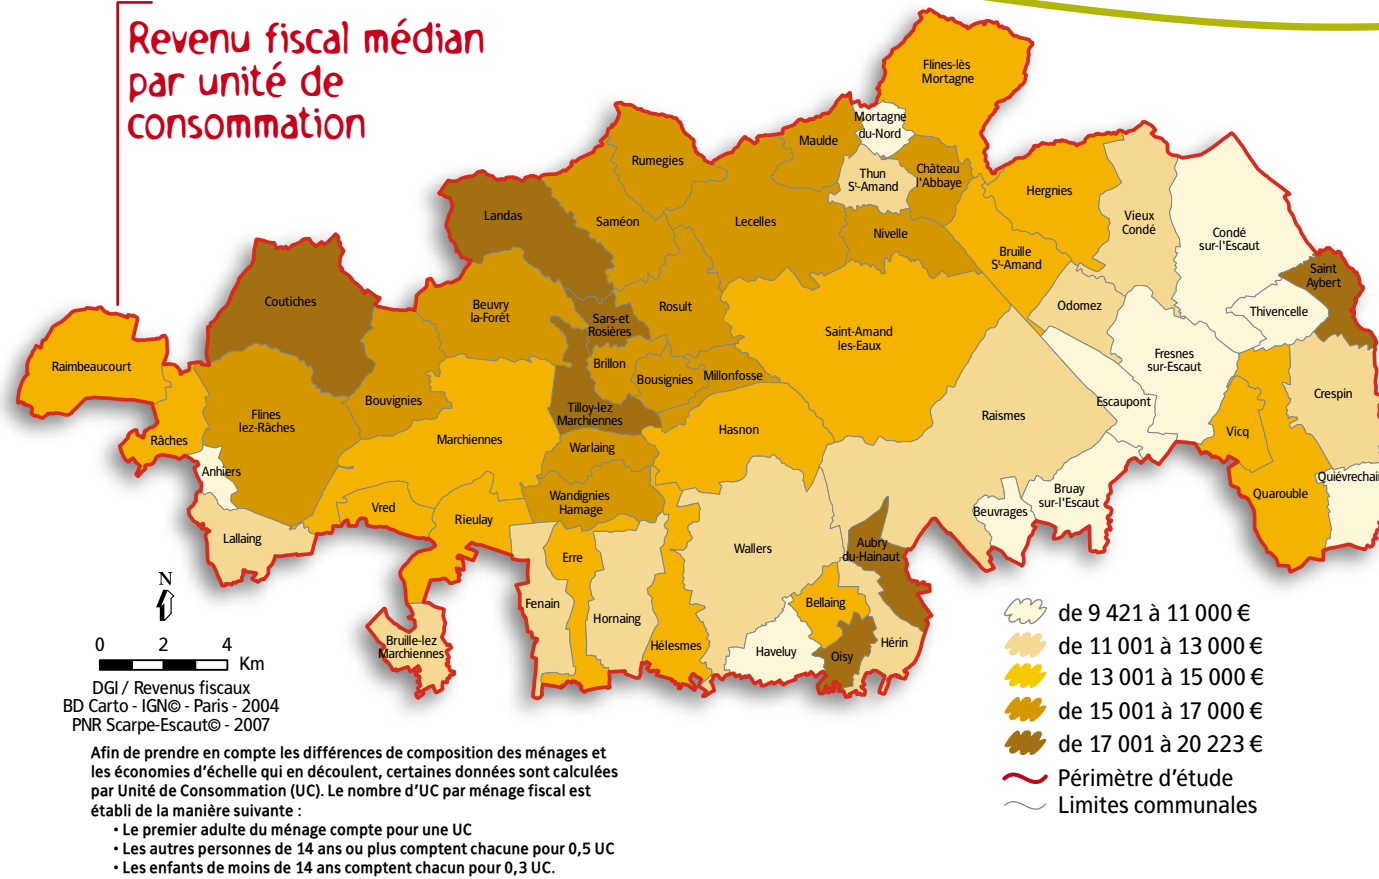 Revenu fiscal médian
par unité de
consommation
Flines-lès
Mortagne
Mortagne
du-Nord
Maulde
Rumegies
Thun
St-Amand
Château
l'Abbaye
Hergnies
Landas
Saméon
Lecelles
Nivelle
Vieux
Condé
Condé
sur-l'Escaut
Bruille
St-Amand
Saint
Aybert
Coutiches
Beuvry
la-Forêt
Rosult
Odomez
Thivencelle
Sars-et
Rosières
Saint-Amand
les-Eaux
Fresnes
sur-Escaut
Raimbeaucourt
Brillon
Bousignies
Millonfosse
Crespin
Bouvignies
Escaupont
Flines
lez-Râches
Tilloy-lez
Marchiennes
Raismes
Râches
Marchiennes
Hasnon
Vicq
Warlaing
Anhiers
Quiévrechain
Wandignies
Hamage
Bruay
sur-l'Escaut
Quarouble
Vred
Rieulay
Beuvrages
Lallaing
Wallers
Aubry
du-Hainaut
Erre
Fenain
Bellaing
Hornaing
Bruille-lez
Marchiennes
Hélesmes
Haveluy
Oisy
Hérin
N
0 2 4 Km
DGI / Revenus fiscaux
BD Carto - IGN© - Paris - 2004
PNR Scarpe-Escaut© - 2007
de 9 421 à 11 000 €
de 11 001 à 13 000 €
de 13 001 à 15 000 €
de 15 001 à 17 000 €
de 17 001 à 20 223 €
Périmètre d'étude
Limites communales
Afin de prendre en compte les différences de composition des ménages et
les économies d'échelle qui en découlent, certaines données sont calculées
par Unité de Consommation (UC). Le nombre d'UC par ménage fiscal est
établi de la manière suivante :
• Le premier adulte du ménage compte pour une UC
• Les autres personnes de 14 ans ou plus comptent chacune pour 0,5 UC
• Les enfants de moins de 14 ans comptent chacun pour 0,3 UC.